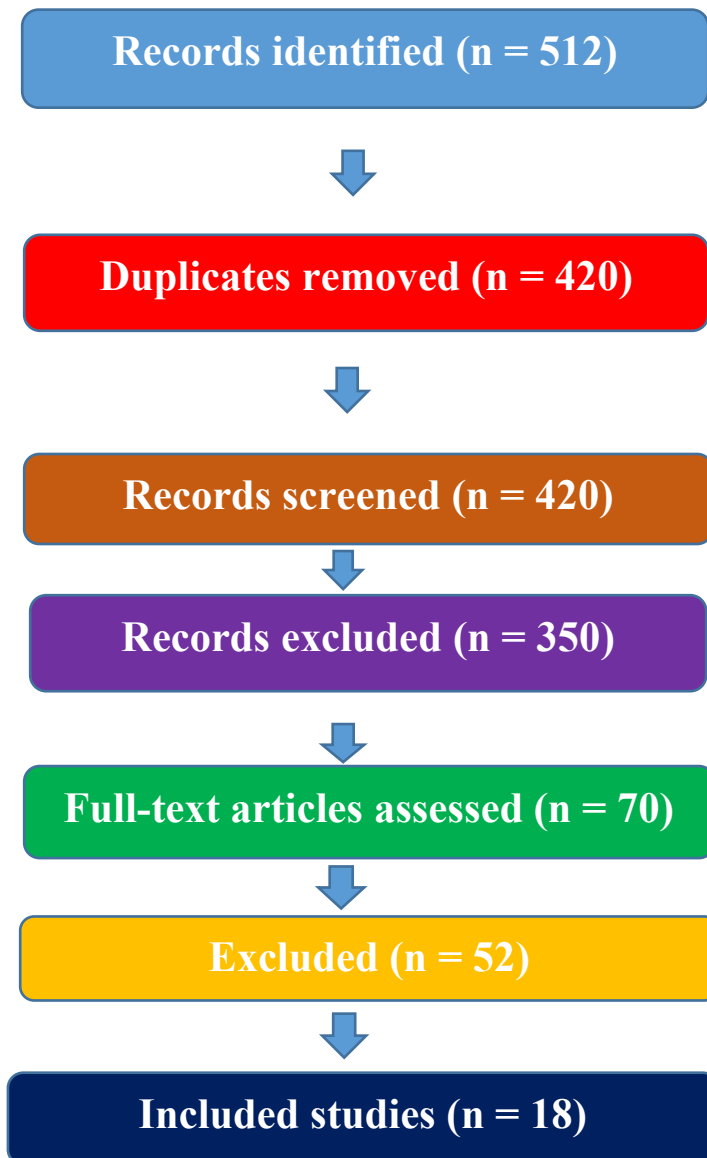 Records identified (n = 512)
Duplicates removed (n = 420)
Records screened (n = 420)
Records excluded (n = 350)
Full-text articles assessed (n = 70)
Excluded (n = 52)
Included studies (n = 18)